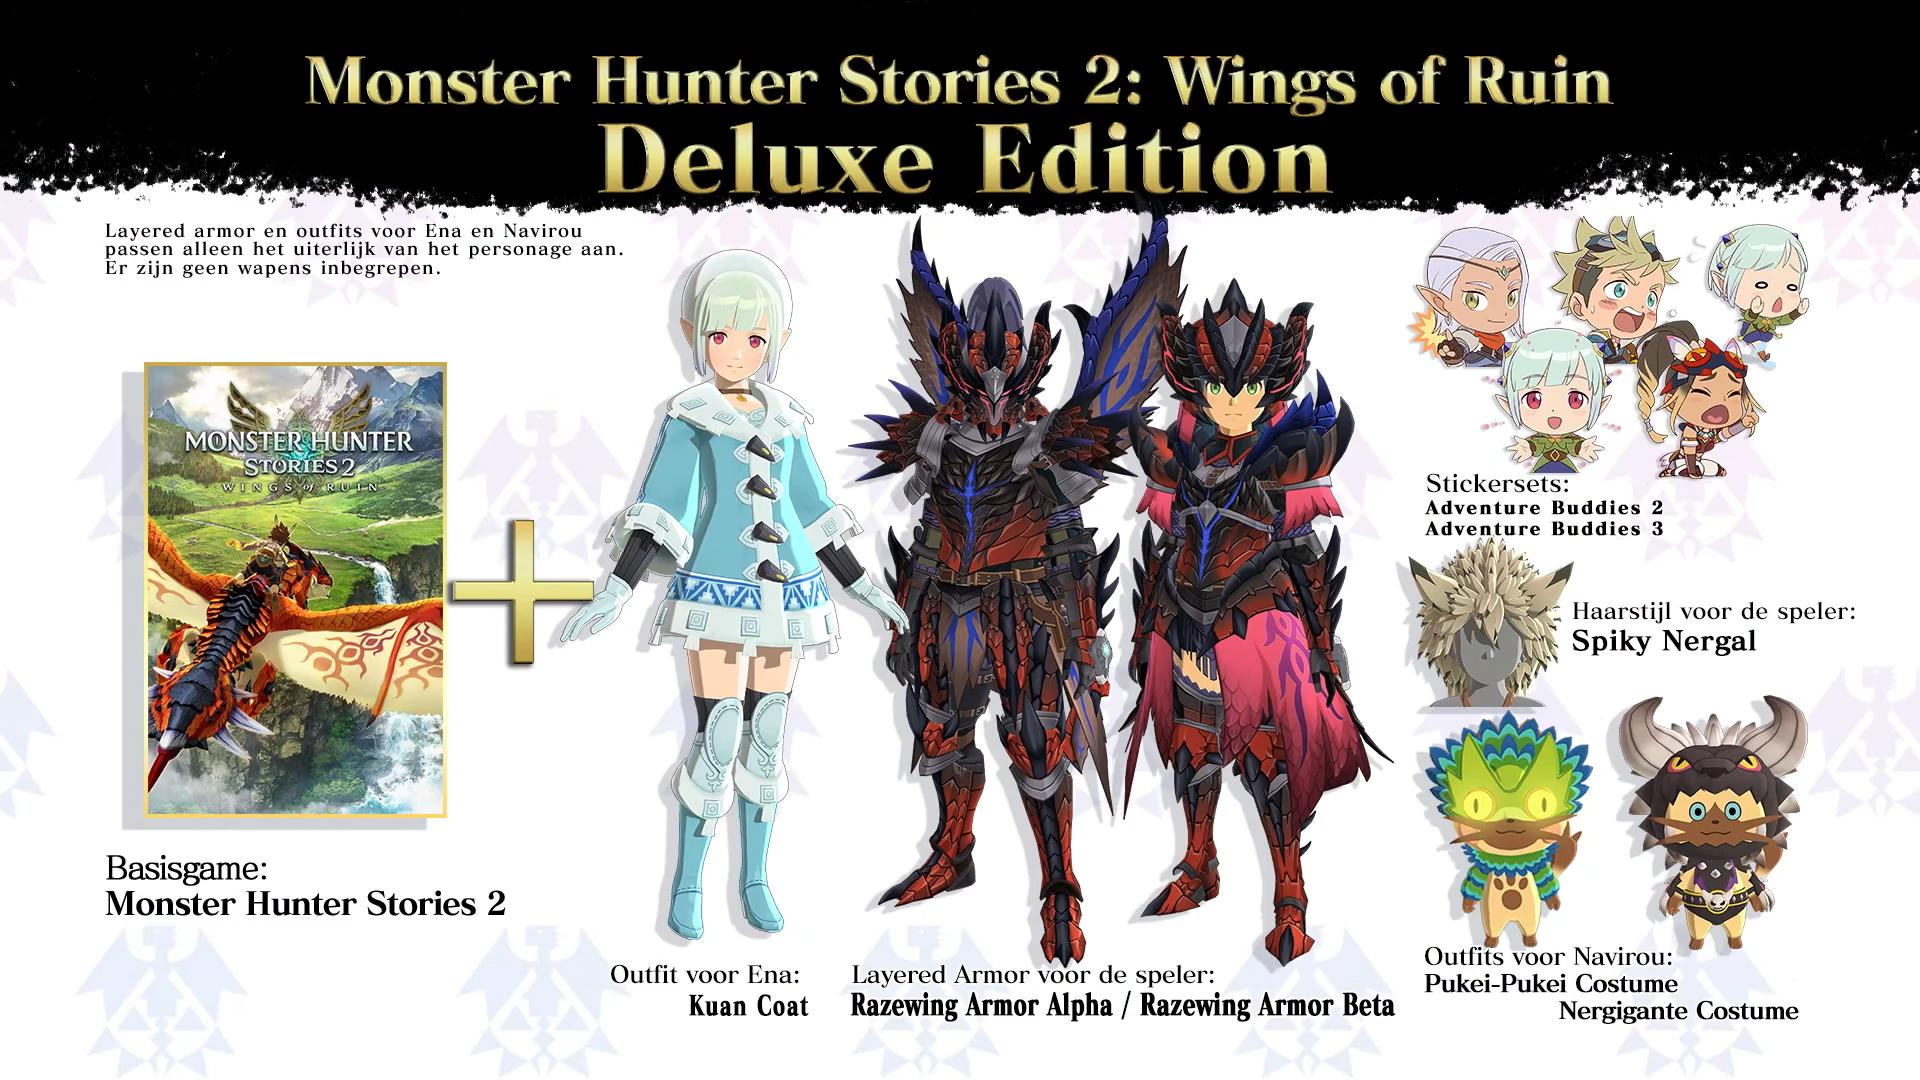 Monster Hunter Stories 2: Wings of Ruin
Deluxe Edition
Layered armor en outfits voor Ena en Navirou
passen alleen het uiterlijk van het personage aan.
Er zijn geen wapens inbegrepen.
MONSTER HUNTER
STORIES 2
WINGS of RUIN
Basisgame:
Monster Hunter Stories 2
Outfit voor Ena:
Kuan Coat
Layered Armor voor de speler:
Razewing Armor Alpha / Razewing Armor Beta
Stickersets:
Adventure Buddies 2
Adventure Buddies 3
Haarstijl voor de speler:
Spiky Nergal
Outfits voor Navirou:
Pukei-Pukei Costume
Nergigante Costume